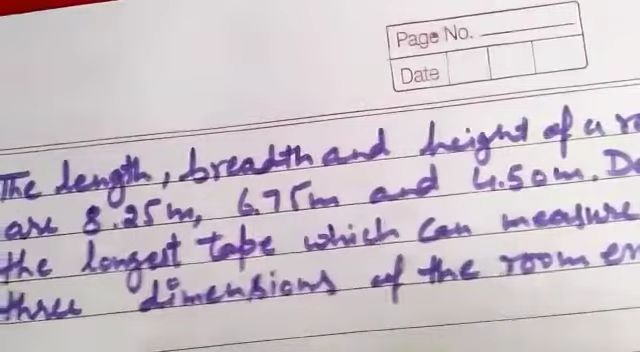 Page No.
Date
The length, breadth and height of a
are 8.25m, 6.75m and 4.50m.
the longest tape which can measure
three dimensions of the room